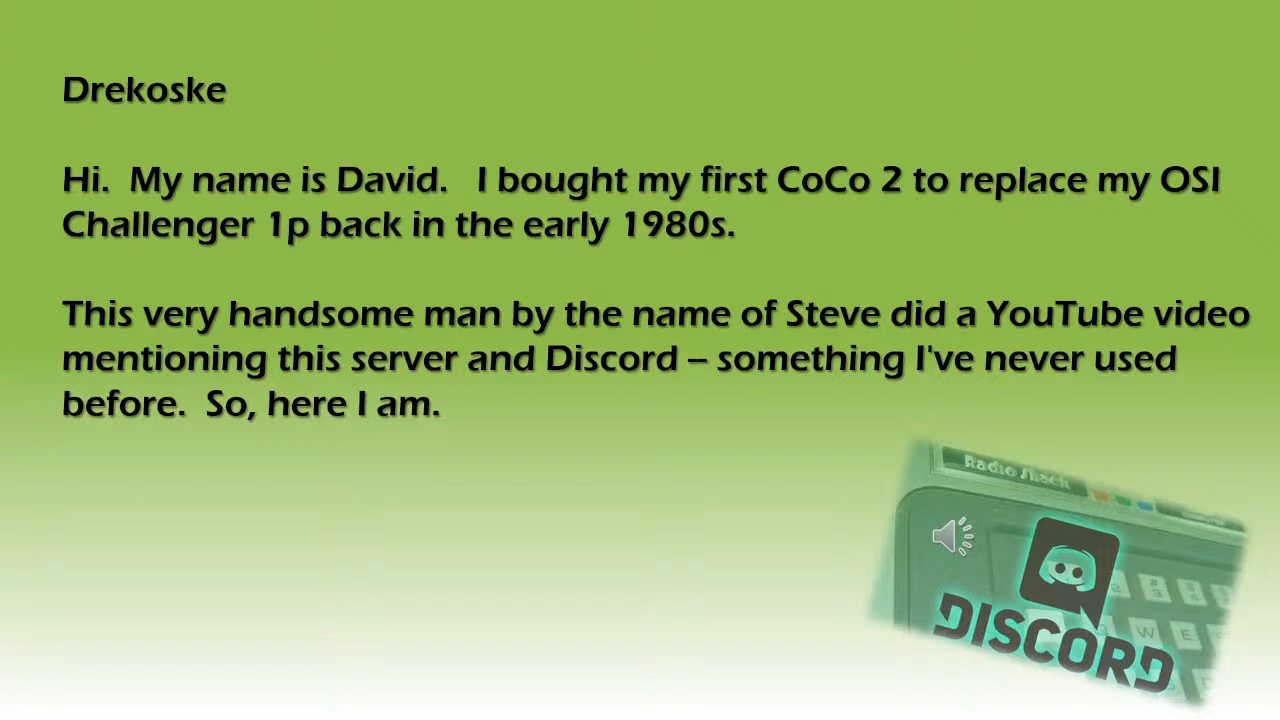 Drekoske
Hi.  My name is David.   I bought my first CoCo 2 to replace my OSI
Challenger 1p back in the early 1980s.
This very handsome man by the name of Steve did a YouTube video
mentioning this server and Discord – something I've never used
before.  So, here I am.
Radio Shack
DISCORD
W E